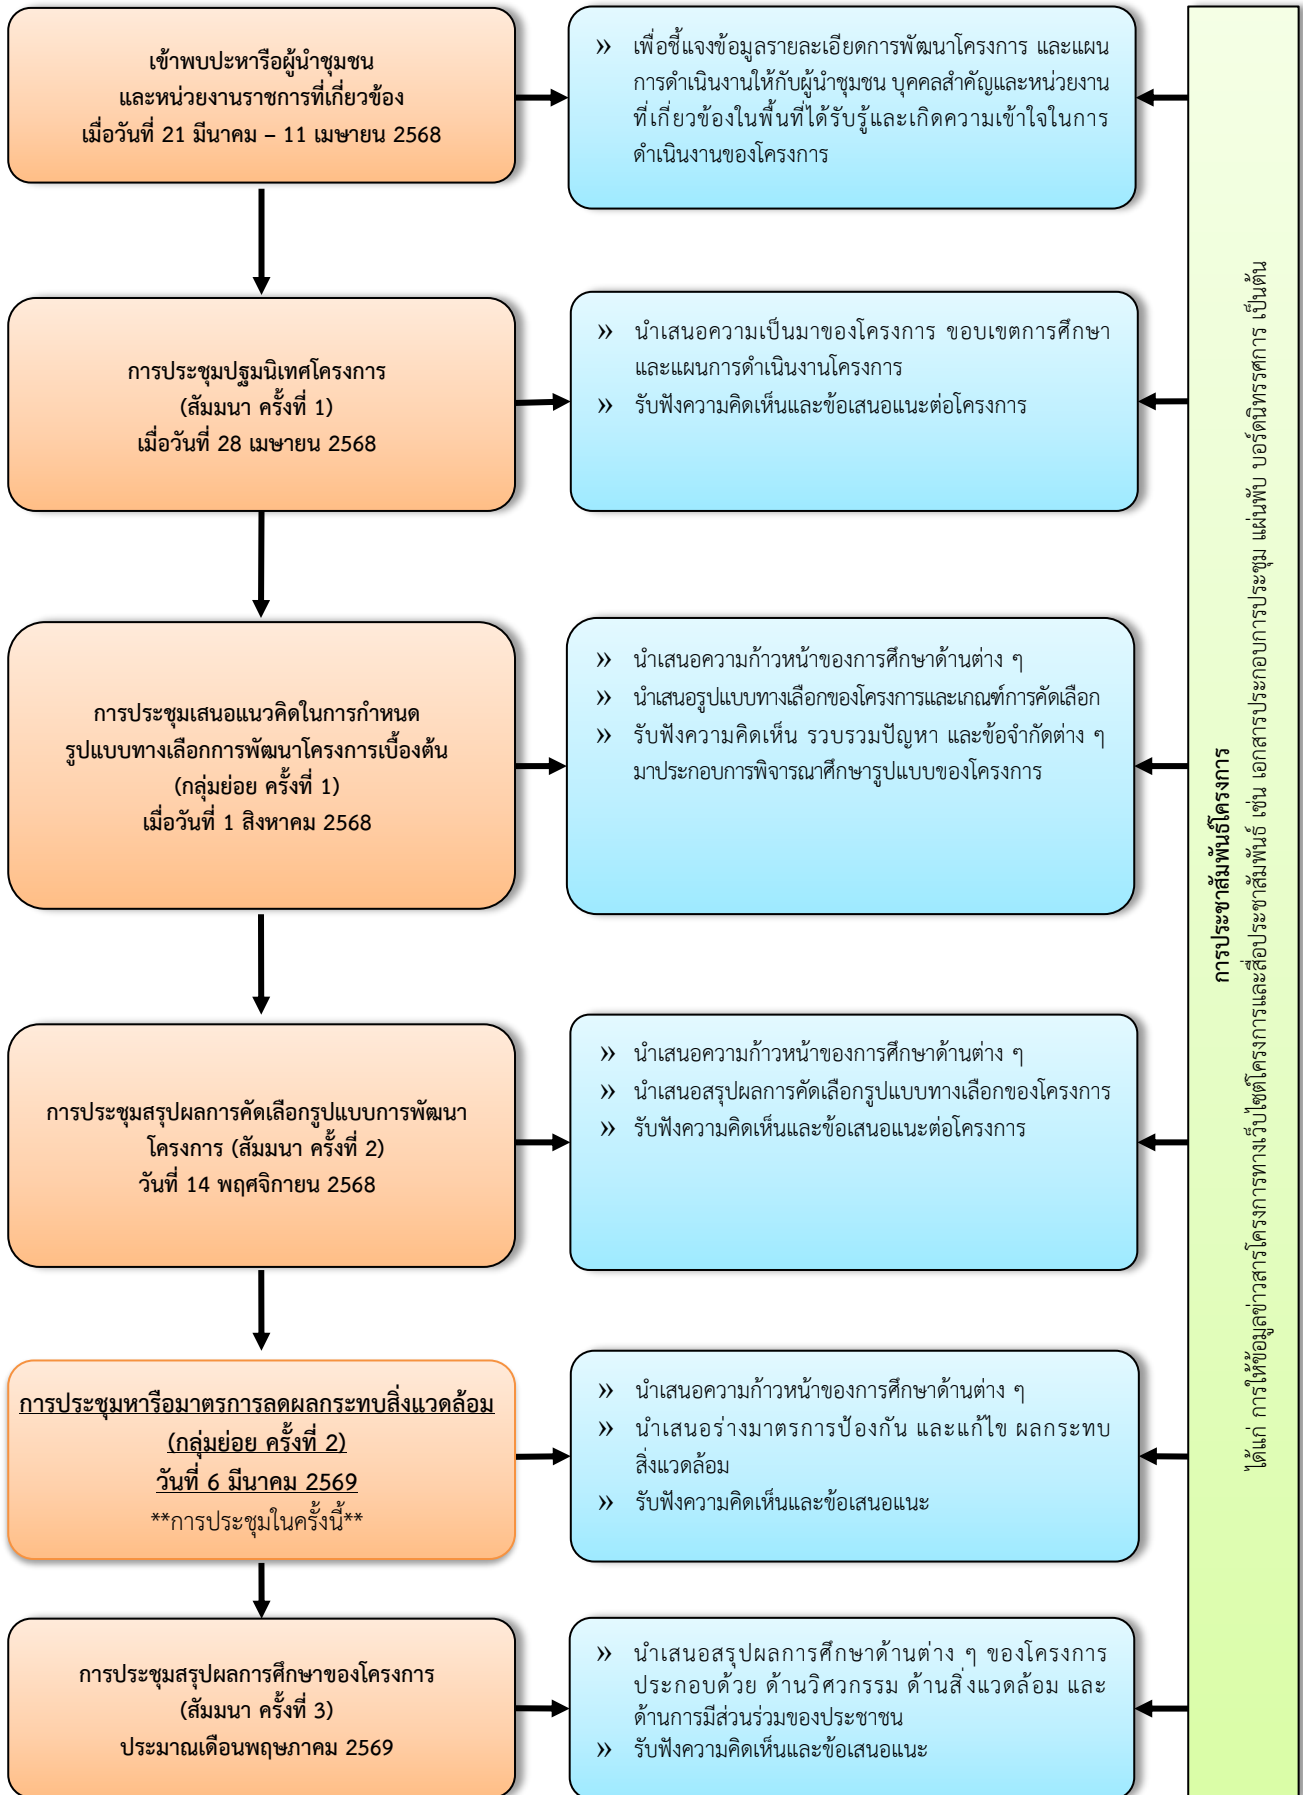 เข้าพบปะหารือผู้นำชุมชน
และหน่วยงานราชการที่เกี่ยวข้อง
เมื่อวันที่ 21 มีนาคม – 11 เมษายน 2568
» เพื่อชี้แจงข้อมูลรายละเอียดการพัฒนาโครงการ และแผน
การดำเนินงานให้กับผู้นำชุมชน บุคคลสำคัญและหน่วยงาน
ที่เกี่ยวข้องในพื้นที่ได้รับรู้และเกิดความเข้าใจในการ
ดำเนินงานของโครงการ
การประชุมปฐมนิเทศโครงการ
(สัมมนา ครั้งที่ 1)
เมื่อวันที่ 28 เมษายน 2568
» นำเสนอความเป็นมาของโครงการ ขอบเขตการศึกษา
และแผนการดำเนินงานโครงการ
» รับฟังความคิดเห็นและข้อเสนอแนะต่อโครงการ
การประชุมเสนอแนวคิดในการกำหนด
รูปแบบทางเลือกการพัฒนาโครงการเบื้องต้น
(กลุ่มย่อย ครั้งที่ 1)
เมื่อวันที่ 1 สิงหาคม 2568
» นำเสนอความก้าวหน้าของการศึกษาด้านต่าง ๆ
» นำเสนอรูปแบบทางเลือกของโครงการและเกณฑ์การคัดเลือก
» รับฟังความคิดเห็น รวบรวมปัญหา และข้อจำกัดต่าง ๆ
มาประกอบการพิจารณาศึกษารูปแบบของโครงการ
การประชุมสรุปผลการคัดเลือกรูปแบบการพัฒนา
โครงการ (สัมมนา ครั้งที่ 2)
วันที่ 14 พฤศจิกายน 2568
» นำเสนอความก้าวหน้าของการศึกษาด้านต่าง ๆ
» นำเสนอสรุปผลการคัดเลือกรูปแบบทางเลือกของโครงการ
» รับฟังความคิดเห็นและข้อเสนอแนะต่อโครงการ
การประชุมหารือมาตรการลดผลกระทบสิ่งแวดล้อม
(กลุ่มย่อย ครั้งที่ 2)
วันที่ 6 มีนาคม 2569
**การประชุมในครั้งนี้**
» นำเสนอความก้าวหน้าของการศึกษาด้านต่าง ๆ
» นำเสนอร่างมาตรการป้องกัน และแก้ไข ผลกระทบ
สิ่งแวดล้อม
» รับฟังความคิดเห็นและข้อเสนอแนะ
การประชุมสรุปผลการศึกษาของโครงการ
(สัมมนา ครั้งที่ 3)
ประมาณเดือนพฤษภาคม 2569
» นำเสนอสรุปผลการศึกษาด้านต่าง ๆ ของโครงการ
ประกอบด้วย ด้านวิศวกรรม ด้านสิ่งแวดล้อม และ
ด้านการมีส่วนร่วมของประชาชน
» รับฟังความคิดเห็นและข้อเสนอแนะ
การประชาสัมพันธ์โครงการ
ได้แก่ การให้ข้อมูลข่าวสารโครงการทางเว็บไซต์โครงการและสื่อประชาสัมพันธ์ เช่น เอกสารประกอบการประชุม แผ่นพับ บอร์ดนิทรรศการ เป็นต้น